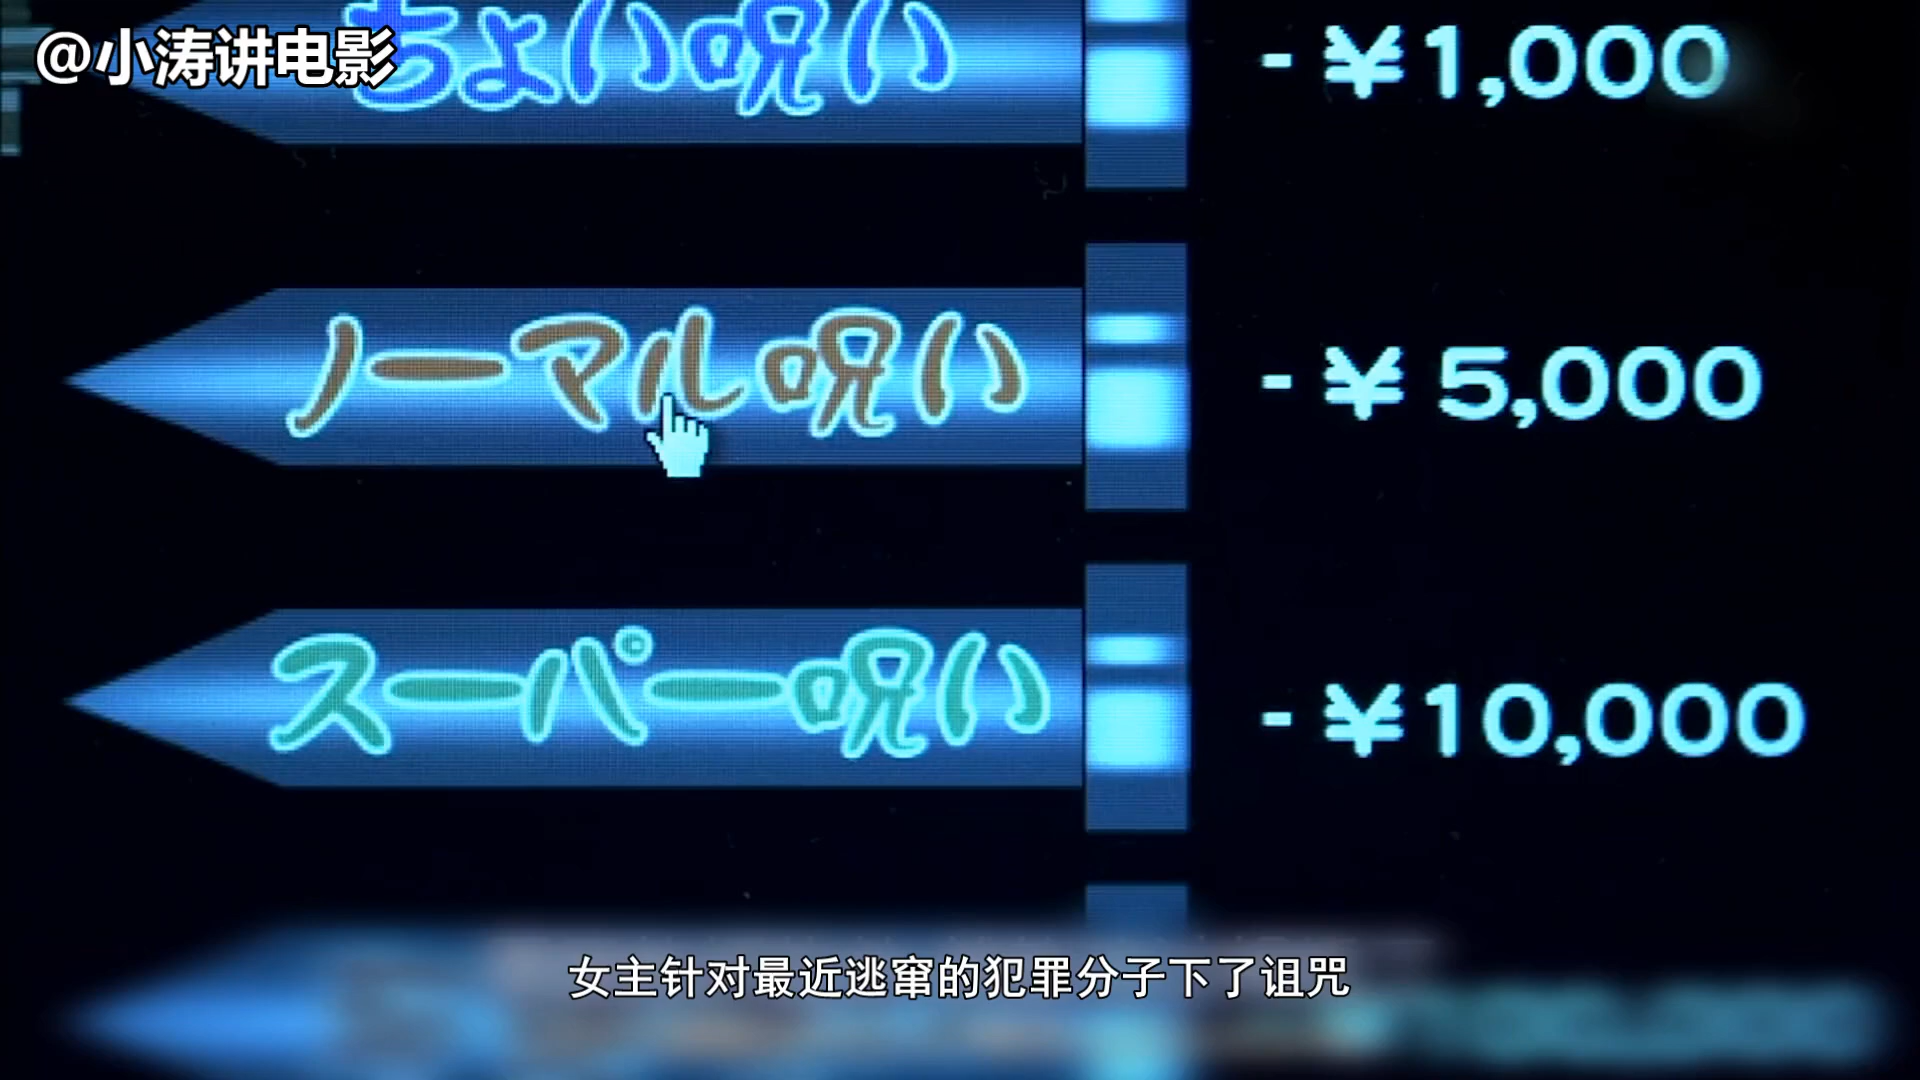 @小涛讲电影
ちょい呪い - ¥1,000
ノーマル呪い - ¥5,000
スーパー呪い - ¥10,000
女主针对最近逃窜的犯罪分子下了诅咒